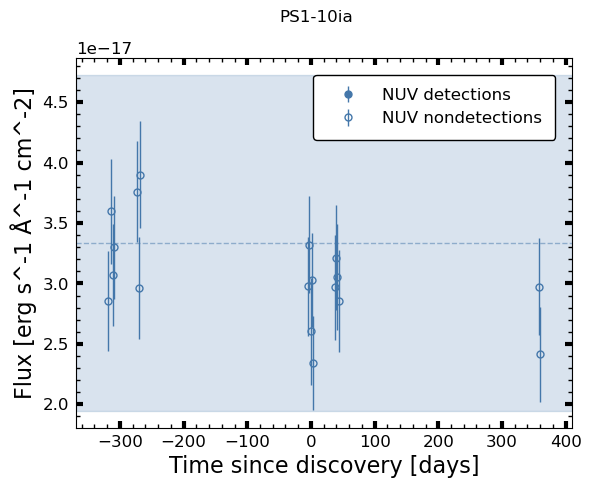 PS1-10ia
1e−17
NUV detections
NUV nondetections
4.5
4.0
3.5
3.0
2.5
2.0
Flux [erg s^-1 Å^-1 cm^-2]
−300 −200 −100 0 100 200 300 400
Time since discovery [days]